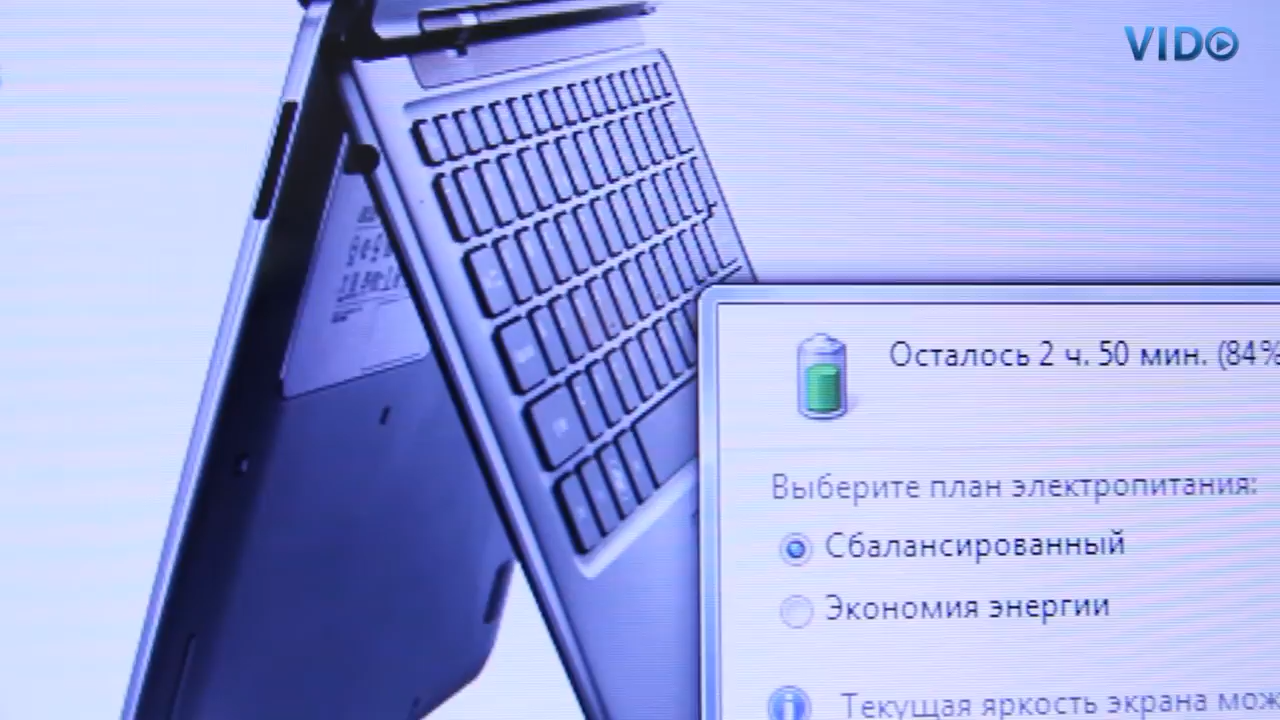 VIDO
Осталось 2 ч. 50 мин. (84%
Выберите план электропитания:
Сбалансированный
Экономия энергии
Текущая яркость экрана мож